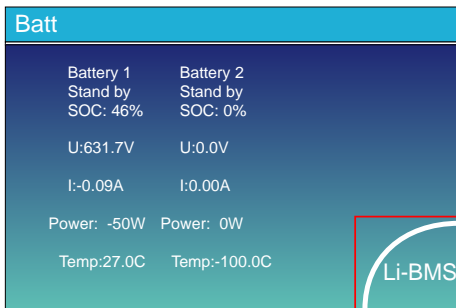 Batt
Battery 1 Battery 2
Stand by Stand by
SOC: 46% SOC: 0%
U:631.7V U:0.0V
I:-0.09A I:0.00A
Power: -50W Power: 0W
Temp:27.0C Temp:-100.0C
Li-BMS